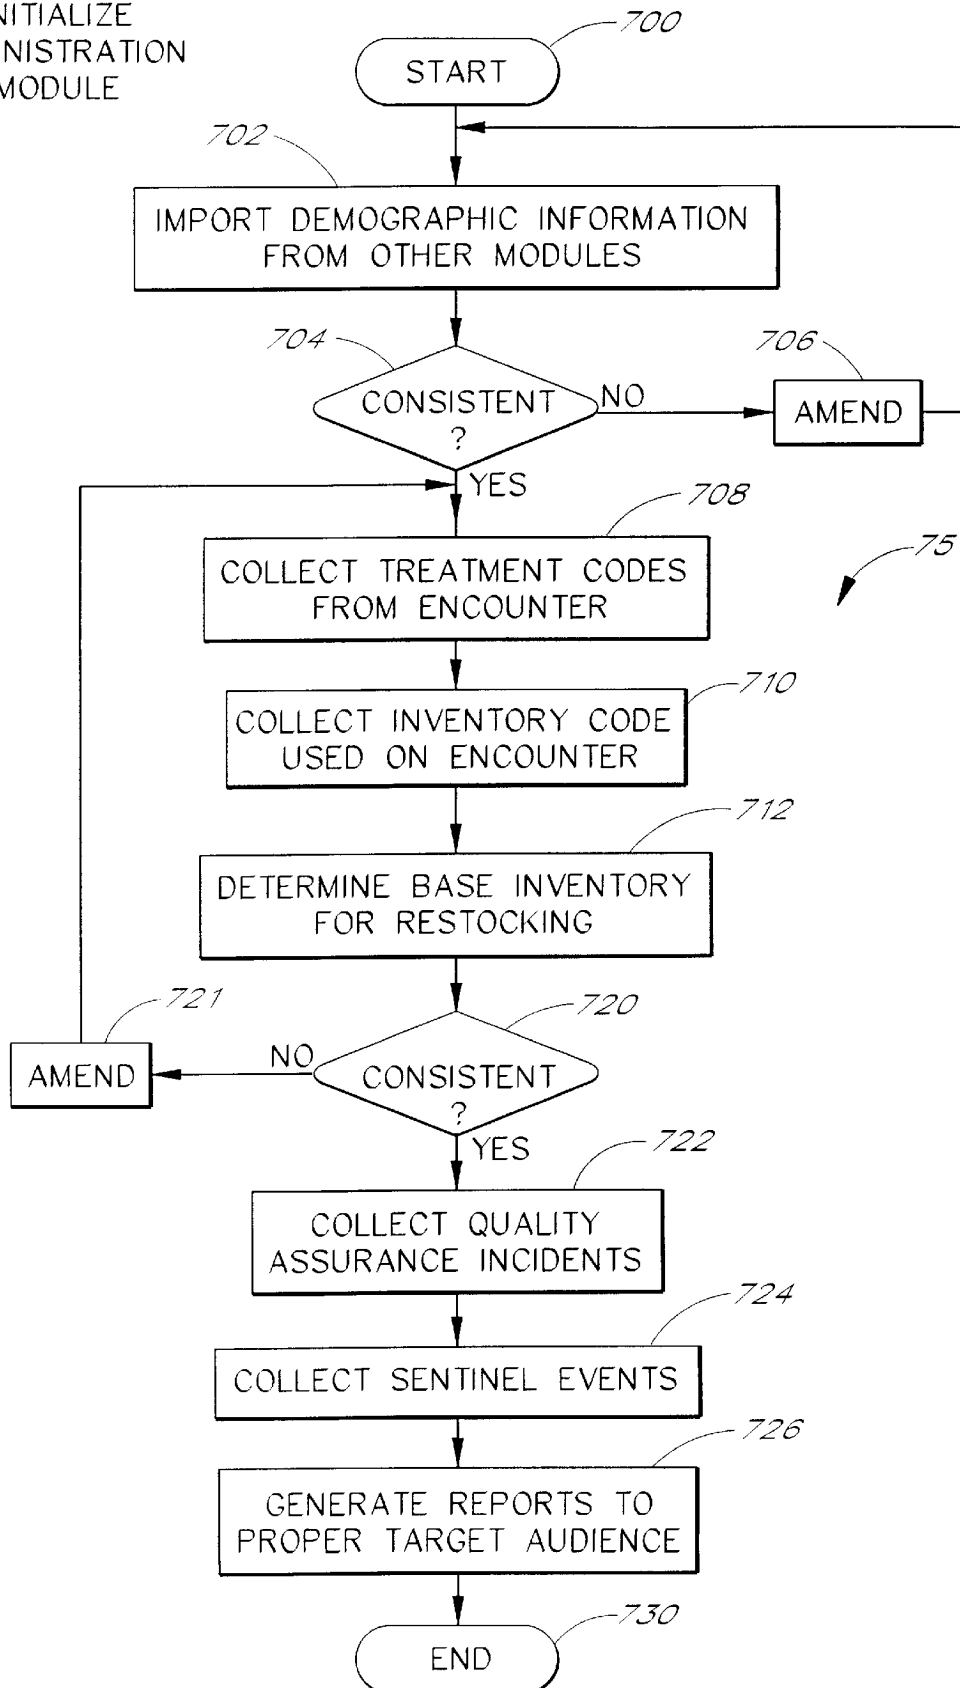 NITIALIZE
NISTRATION
MODULE
700
START
702
IMPORT DEMOGRAPHIC INFORMATION
FROM OTHER MODULES
704
CONSISTENT
?
NO
706
AMEND
YES
708
COLLECT TREATMENT CODES
FROM ENCOUNTER
75
710
COLLECT INVENTORY CODE
USED ON ENCOUNTER
712
DETERMINE BASE INVENTORY
FOR RESTOCKING
721
AMEND
NO
720
CONSISTENT
?
YES
722
COLLECT QUALITY
ASSURANCE INCIDENTS
724
COLLECT SENTINEL EVENTS
726
GENERATE REPORTS TO
PROPER TARGET AUDIENCE
730
END